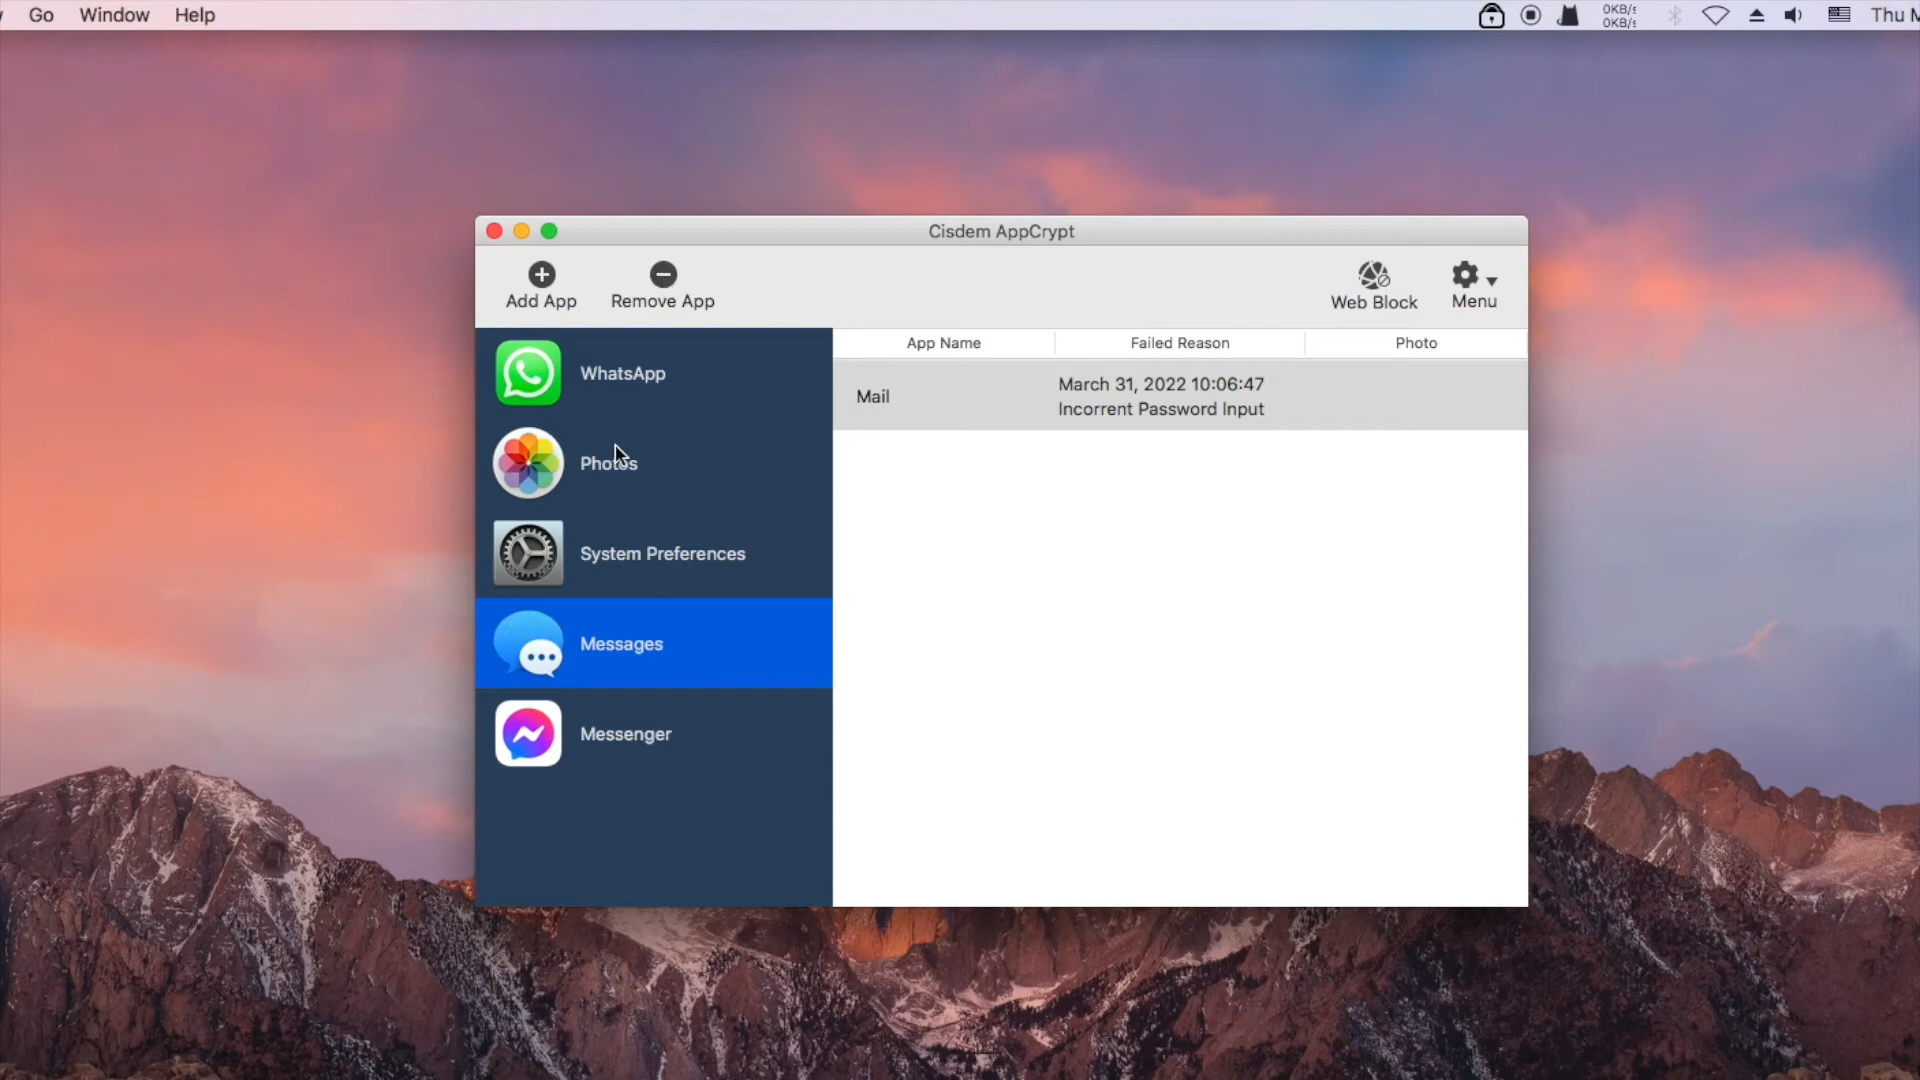 Go Window Help
0KB/s
0KB/s
Thu
Cisdem AppCrypt
Add App Remove App Web Block Menu
App Name Failed Reason Photo
WhatsApp
Photos
System Preferences
Messages
Messenger
Mail
March 31, 2022 10:06:47
Incorrent Password Input